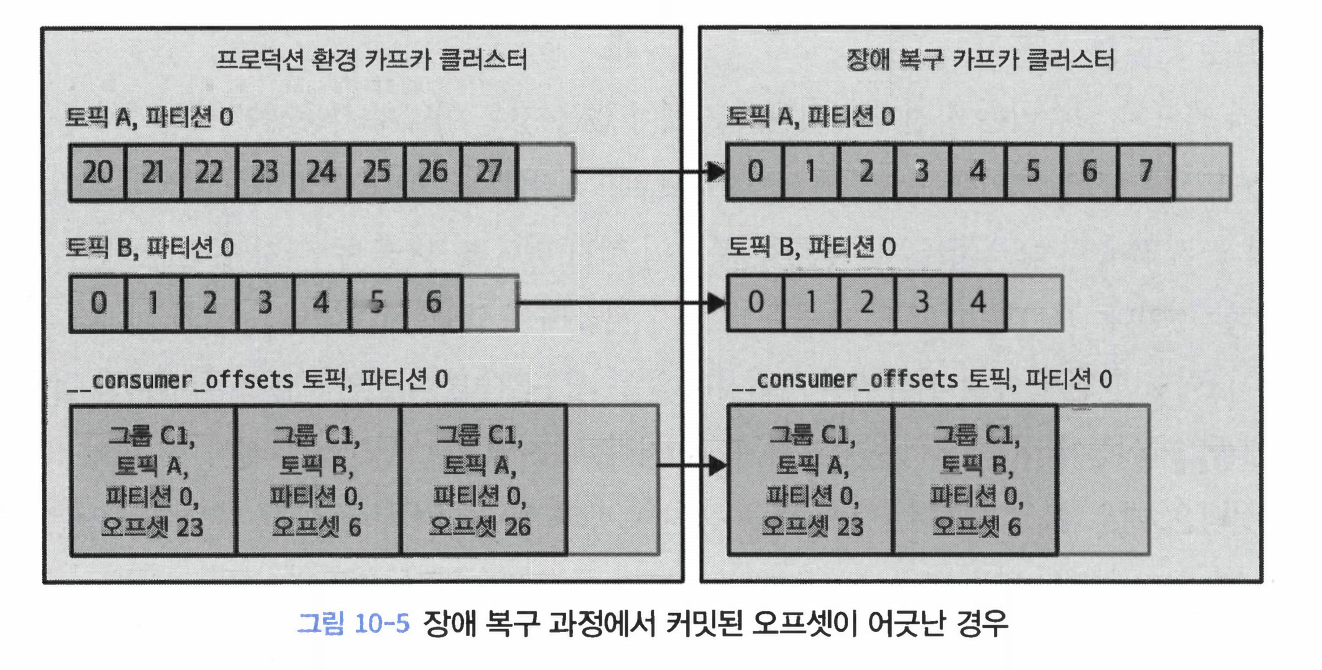 프로덕션 환경 카프카 클러스터
토픽 A, 파티션 0
20 21 22 23 24 25 26 27
토픽 B, 파티션 0
0 1 2 3 4 5 6
__consumer_offsets 토픽, 파티션 0
그룹 C1,
토픽 A,
파티션 0,
오프셋 23
그룹 C1,
토픽 B,
파티션 0,
오프셋 6
그룹 C1,
토픽 A,
파티션 0,
오프셋 26
장애 복구 카프카 클러스터
토픽 A, 파티션 0
0 1 2 3 4 5 6 7
토픽 B, 파티션 0
0 1 2 3 4
__consumer_offsets 토픽, 파티션 0
그룹 C1,
토픽 A,
파티션 0,
오프셋 23
그룹 C1,
토픽 B,
파티션 0,
오프셋 6
그림 10-5 장애 복구 과정에서 커밋된 오프셋이 어긋난 경우